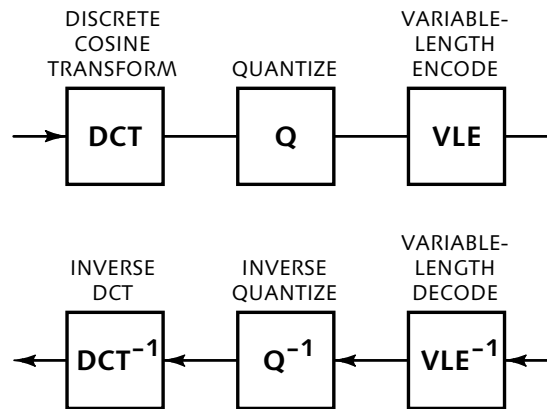 DISCRETE
COSINE
TRANSFORM
QUANTIZE
VARIABLE-
LENGTH
ENCODE
DCT
Q
VLE
INVERSE
DCT
INVERSE
QUANTIZE
VARIABLE-
LENGTH
DECODE
DCT⁻¹
Q⁻¹
VLE⁻¹